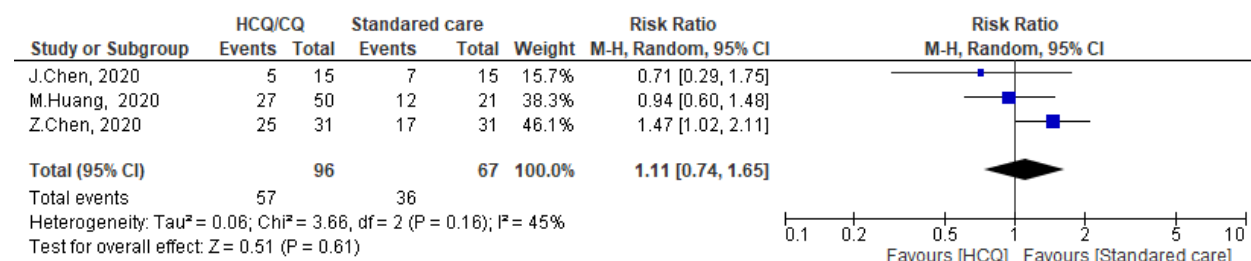 HCQ/CQ Standared care Risk Ratio Risk Ratio
Study or Subgroup Events Total Events Total Weight M-H, Random, 95% CI M-H, Random, 95% CI
J.Chen, 2020 5 15 7 15 15.7% 0.71 [0.29, 1.75]
M.Huang, 2020 27 50 12 21 38.3% 0.94 [0.60, 1.48]
Z.Chen, 2020 25 31 17 31 46.1% 1.47 [1.02, 2.11]
Total (95% CI) 96 67 100.0% 1.11 [0.74, 1.65]
Total events 57 36
Heterogeneity: Tau² = 0.06; Chi² = 3.66, df = 2 (P = 0.16); I² = 45%
Test for overall effect: Z = 0.51 (P = 0.61)
0.1 0.2 0.5 1 2 5 10
Favours [HCQ] Favours [Standared care]